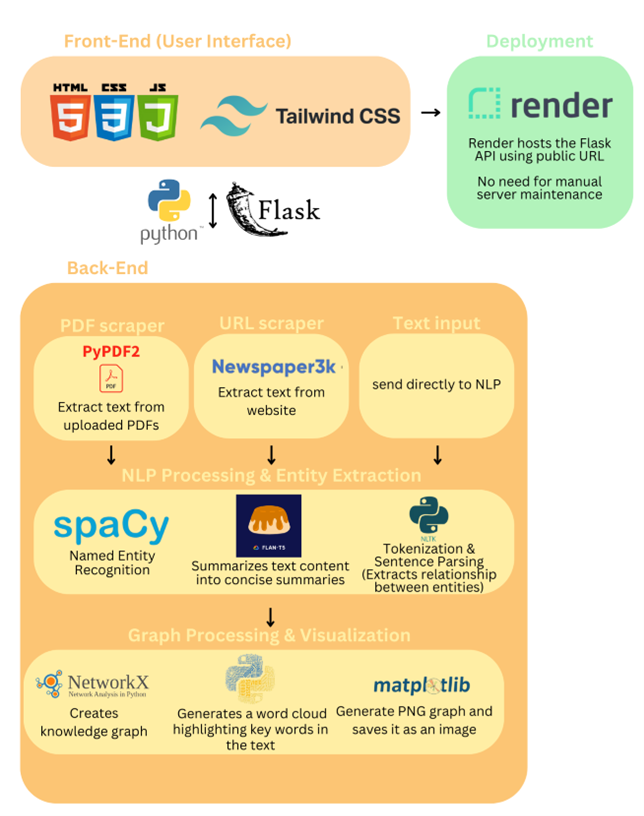 Front-End (User Interface)
Deployment
HTML CSS JS
5 3 J
Tailwind CSS
render
Render hosts the Flask
API using public URL
No need for manual
server maintenance
python™
Flask
Back-End
PDF scraper
PyPDF2
PDF
Extract text from
uploaded PDFs
URL scraper
Newspaper3k
Extract text from
website
Text input
send directly to NLP
NLP Processing & Entity Extraction
spaCy
Named Entity
Recognition
FLAN-T5
Summarizes text content
into concise summaries
NLTK
Tokenization &
Sentence Parsing
(Extracts relationship
between entities)
Graph Processing & Visualization
NetworkX
Network Analysis in Python
Creates
knowledge graph
Generates a word cloud
highlighting key words in
the text
matplotlib
Generate PNG graph and
saves it as an image